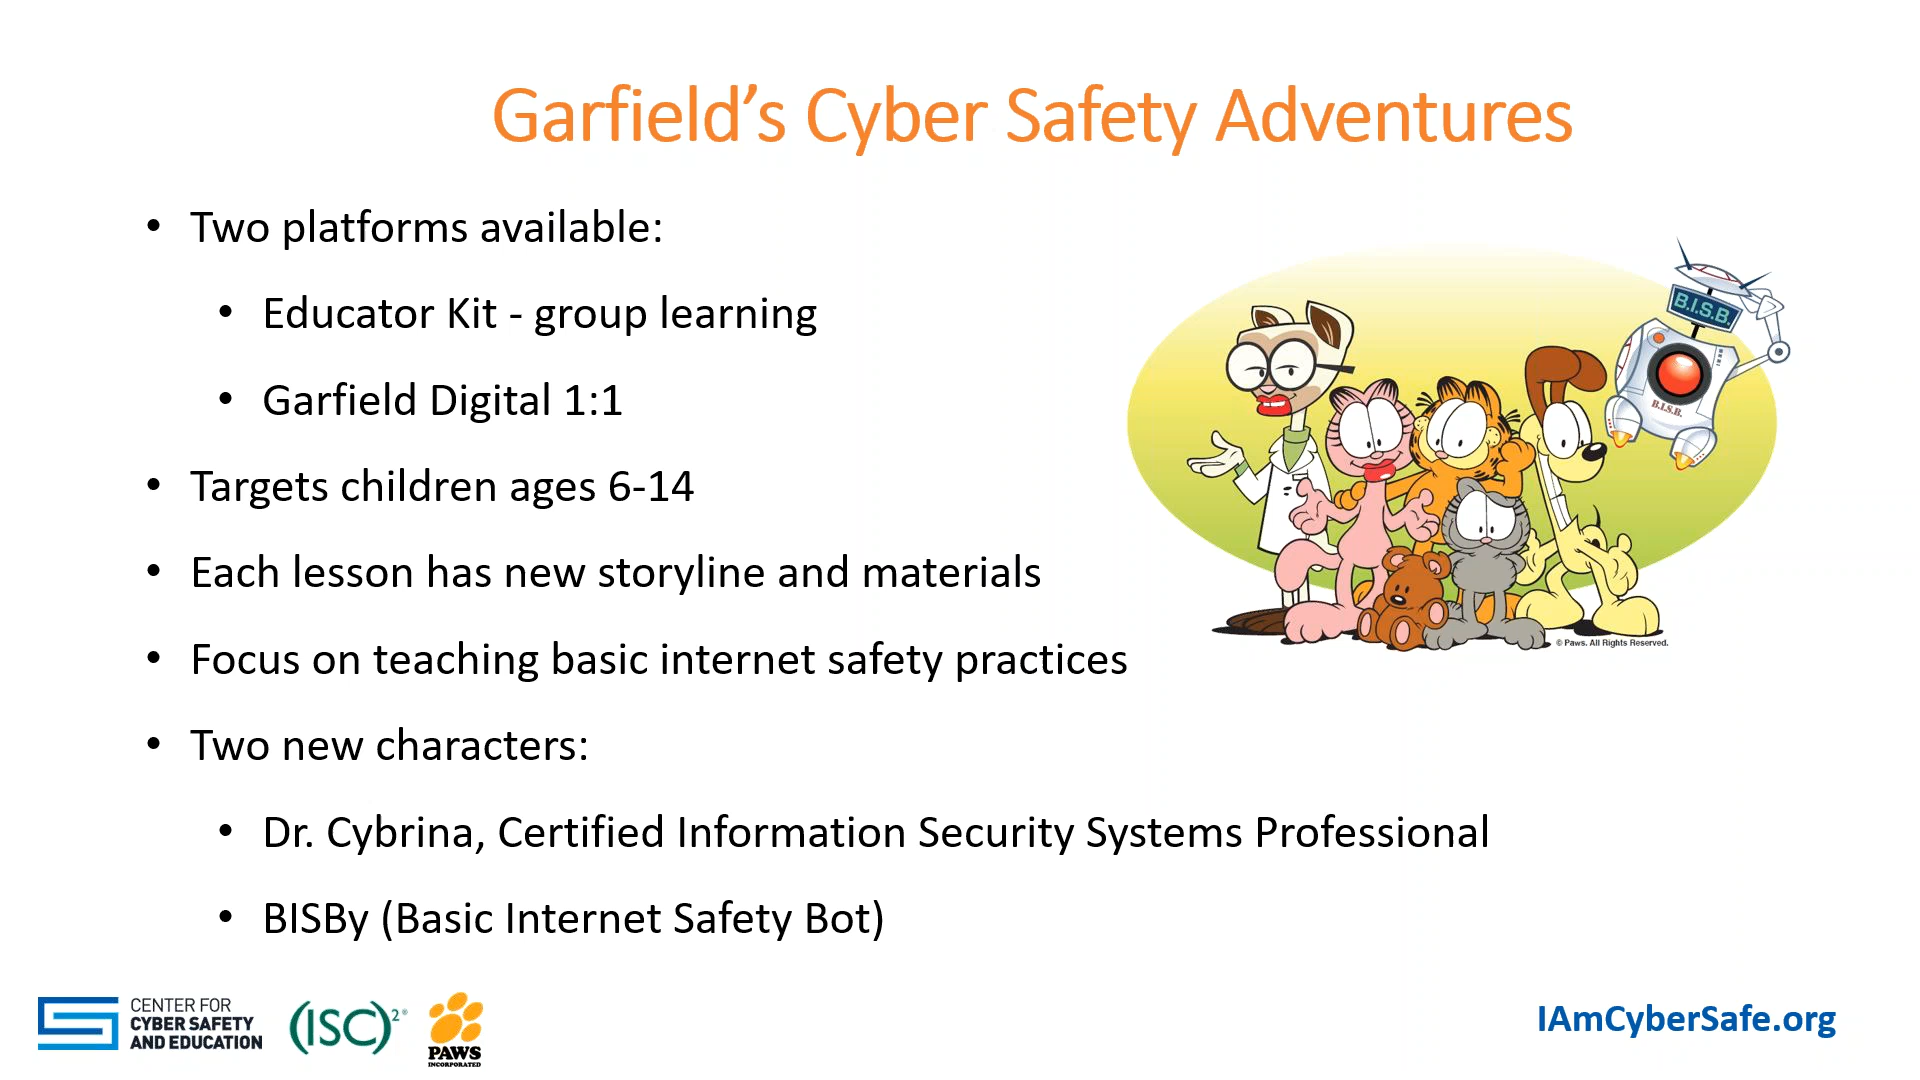 Garfield’s Cyber Safety Adventures
• Two platforms available:
• Educator Kit - group learning
• Garfield Digital 1:1
• Targets children ages 6-14
• Each lesson has new storyline and materials
• Focus on teaching basic internet safety practices
• Two new characters:
• Dr. Cybrina, Certified Information Security Systems Professional
• BISBy (Basic Internet Safety Bot)
B.I.S.B.
B.I.S.B.
© Paws. All Rights Reserved.
CENTER FOR
CYBER SAFETY
AND EDUCATION
(ISC)²®
PAWS
INCORPORATED
IAmCyberSafe.org